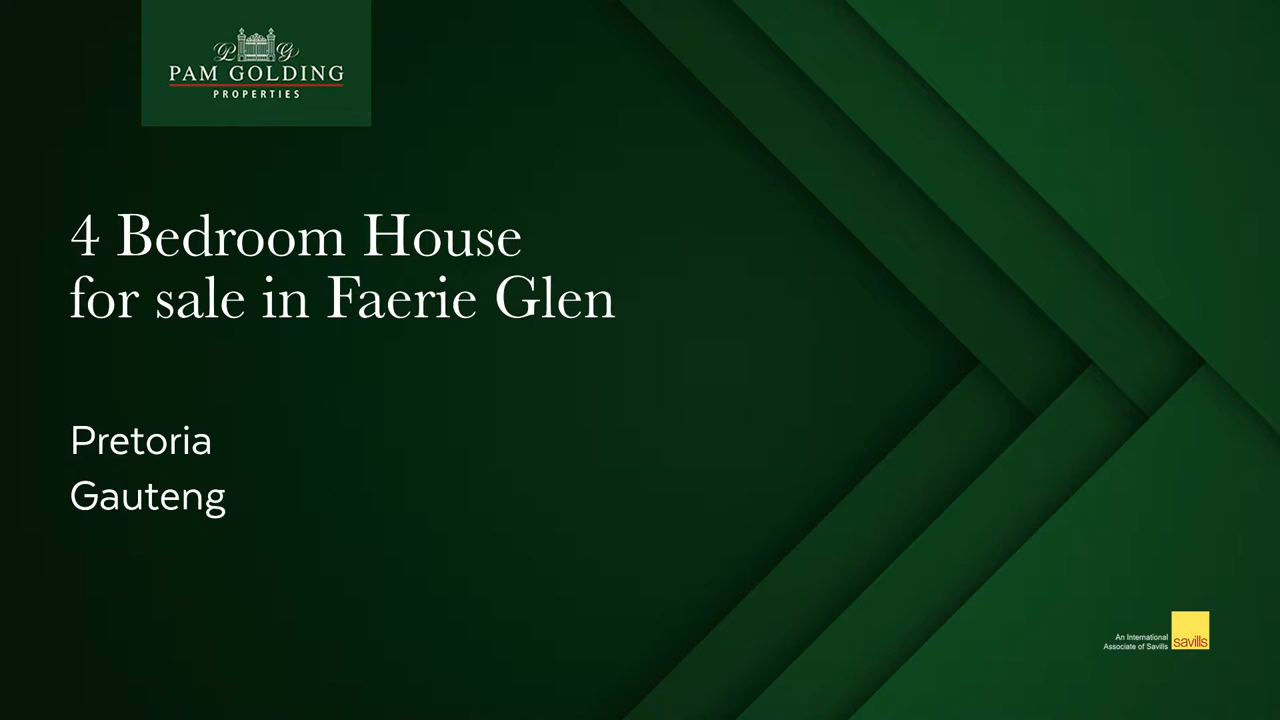 P G
PAM GOLDING
PROPERTIES
4 Bedroom House
for sale in Faerie Glen
Pretoria
Gauteng
An International
Associate of Savills
savills